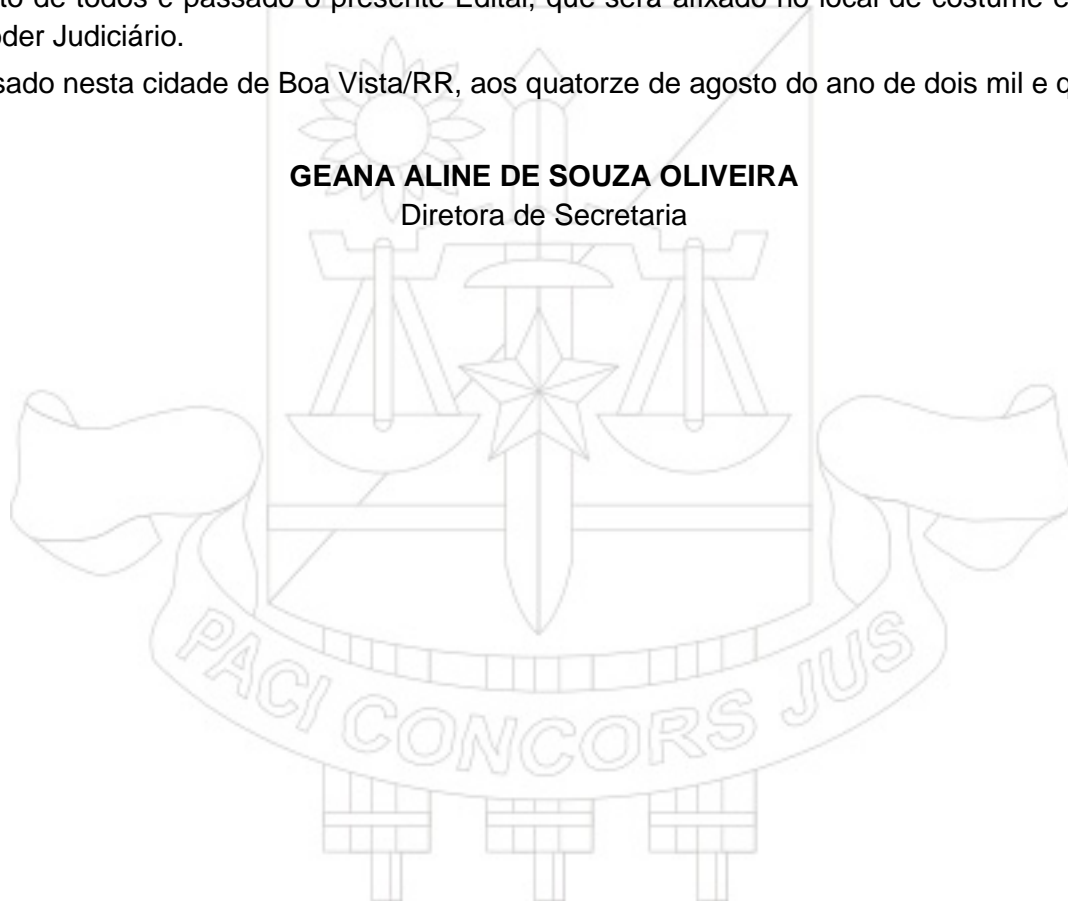 to de todos é passado o presente Edital, que será afixado no local de costume e
oder Judiciário.
sado nesta cidade de Boa Vista/RR, aos quatorze de agosto do ano de dois mil e q
GEANA ALINE DE SOUZA OLIVEIRA
Diretora de Secretaria
PACI CONCORS JUS